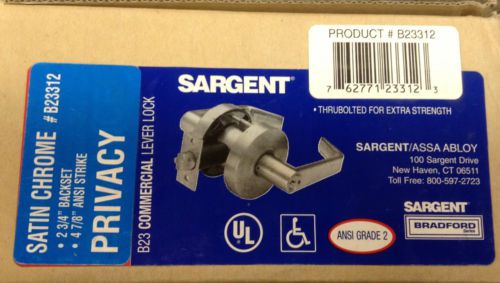 PRODUCT # B23312
7 62771 23312 3
SATIN CHROME # B23312
• 2 3/4" BACKSET
• 4 7/8" ANSI STRIKE
PRIVACY
B23 COMMERCIAL LEVER LOCK
SARGENT®
• THRUBOLTED FOR EXTRA STRENGTH
SARGENT/ASSA ABLOY
100 Sargent Drive
New Haven, CT 06511
Toll Free: 800-597-2723
UL
ANSI GRADE 2
SARGENT
BRADFORD
Series